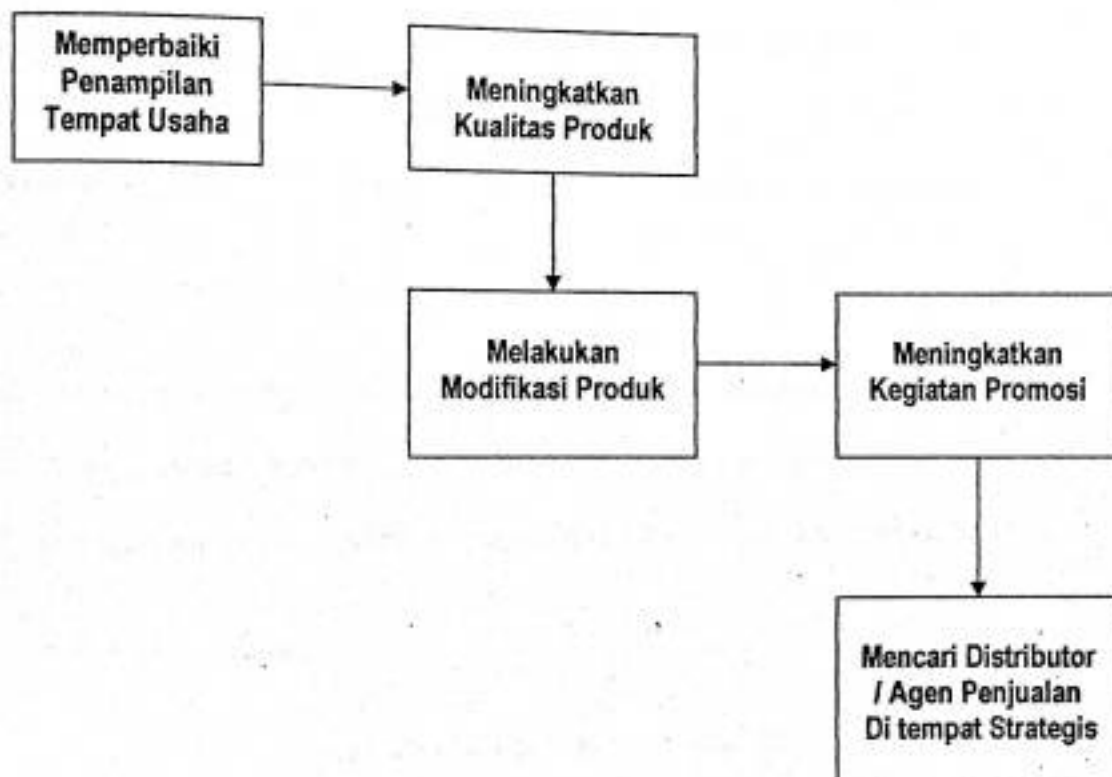 Memperbaiki
Penampilan
Tempat Usaha
Meningkatkan
Kualitas Produk
Melakukan
Modifikasi Produk
Meningkatkan
Kegiatan Promosi
Mencari Distributor
/ Agen Penjualan
Di tempat Strategis